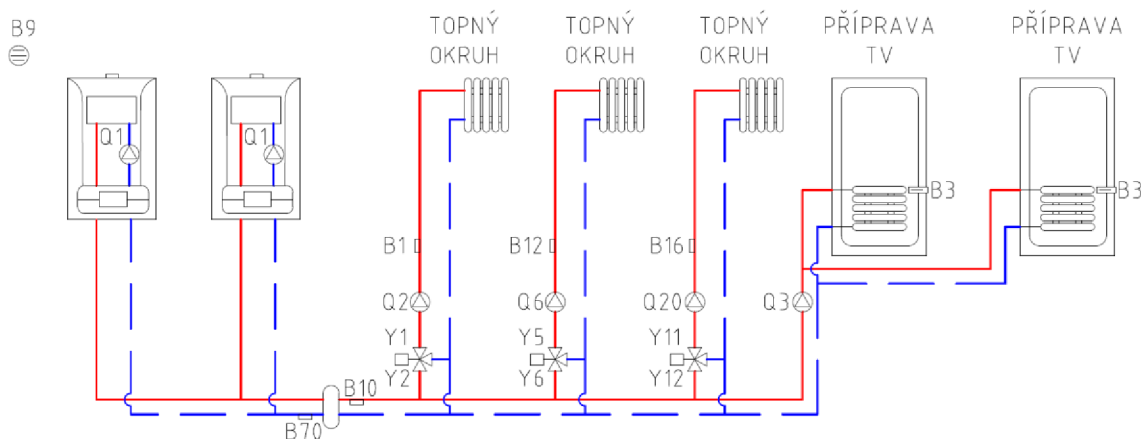 B9
TOPNÝ
OKRUH
TOPNÝ
OKRUH
TOPNÝ
OKRUH
PŘÍPRAVA
TV
PŘÍPRAVA
TV
Q1
Q1
B3
B3
B1
B12
B16
Q2
Q6
Q20
Q3
Y1
Y5
Y11
Y2
Y6
Y12
B10
B70